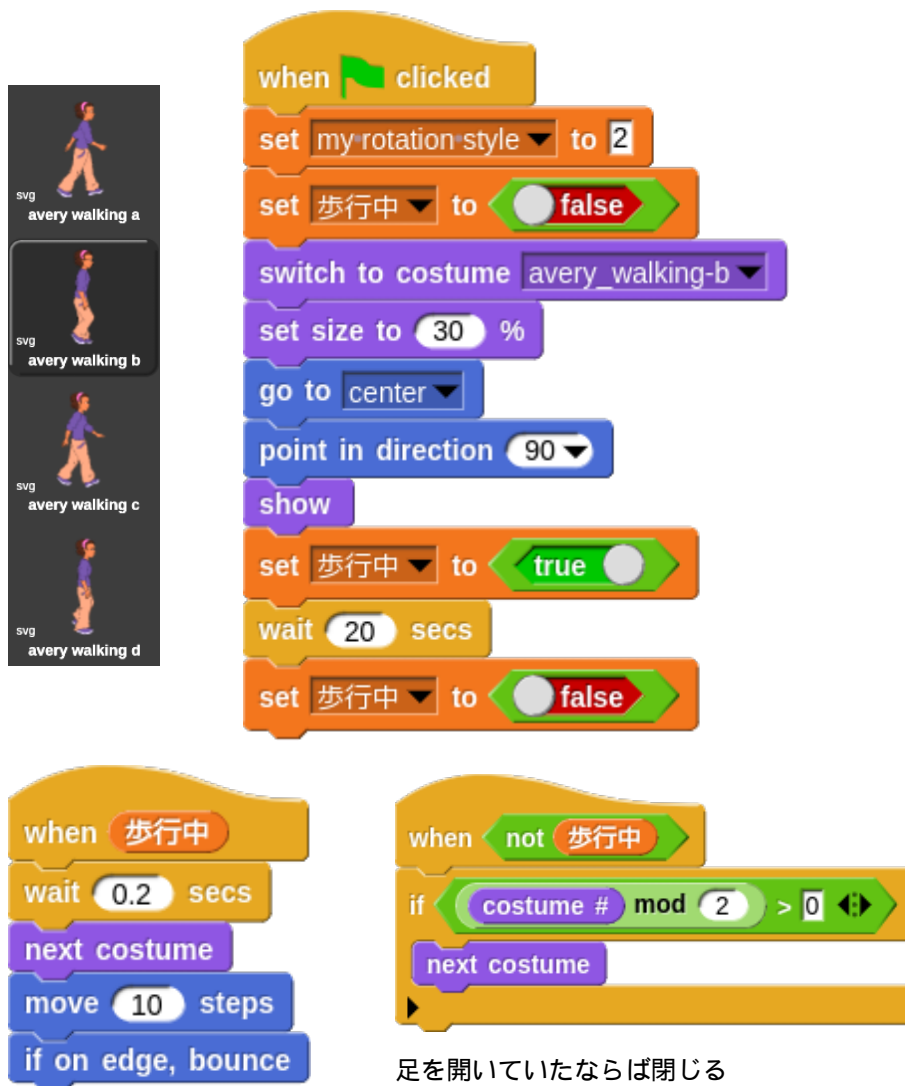 svg
avery walking a
svg
avery walking b
svg
avery walking c
svg
avery walking d
when clicked
set my rotation style to 2
set 歩行中 to false
switch to costume avery_walking-b
set size to 30 %
go to center
point in direction 90
show
set 歩行中 to true
wait 20 secs
set 歩行中 to false
when 歩行中
wait 0.2 secs
next costume
move 10 steps
if on edge, bounce
when not 歩行中
if costume # mod 2 > 0
next costume
足を開いていたならば閉じる